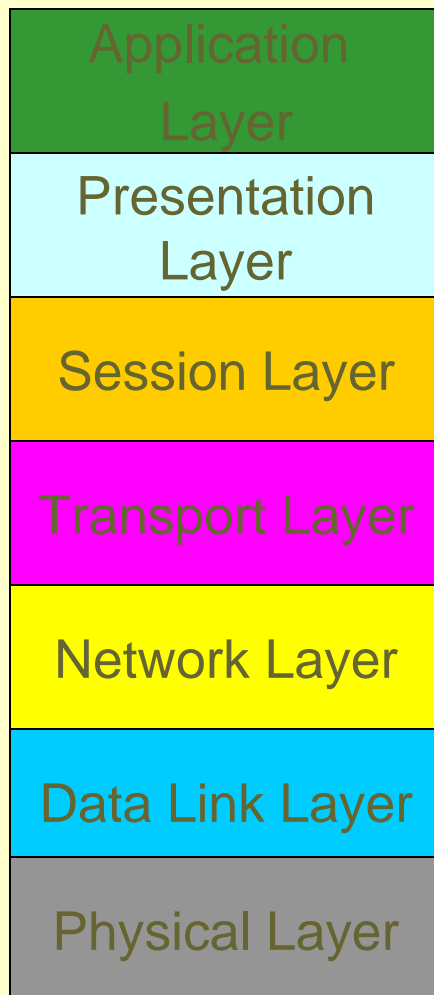 Application
Layer
Presentation
Layer
Session Layer
Transport Layer
Network Layer
Data Link Layer
Physical Layer